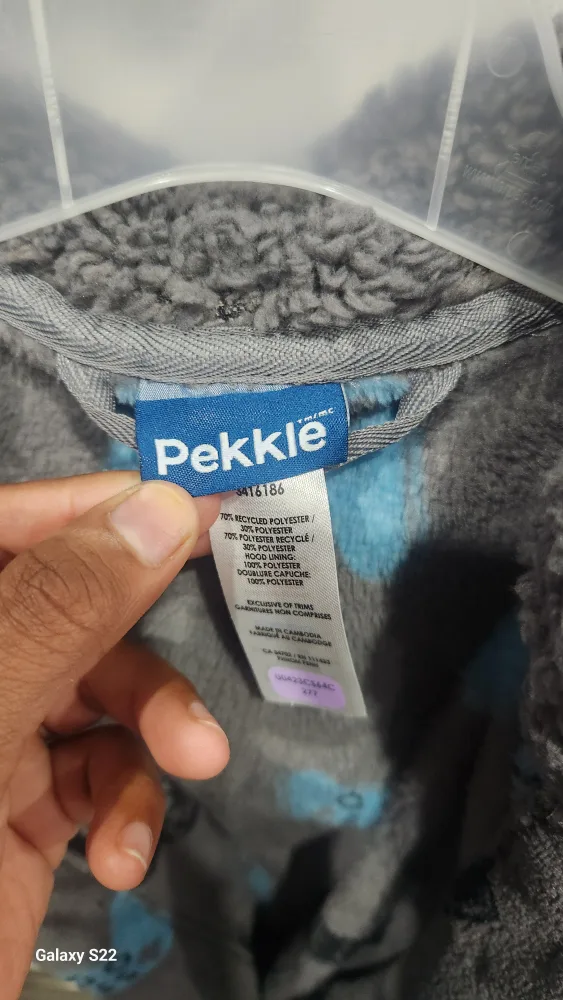 Pekkle TM/MC
70% RECYCLED POLYESTER /
30% POLYESTER
70% POLYESTER RECYCLÉ /
30% POLYESTER
HOOD LINING:
100% POLYESTER
DOUBLURE CAPUCHE:
100% POLYESTER
EXCLUSIVE OF TRIMS
GARNITURES NON COMPRISES
MADE IN CAMBODIA
FABRIQUÉ AU CAMBODGE
277
Galaxy S22